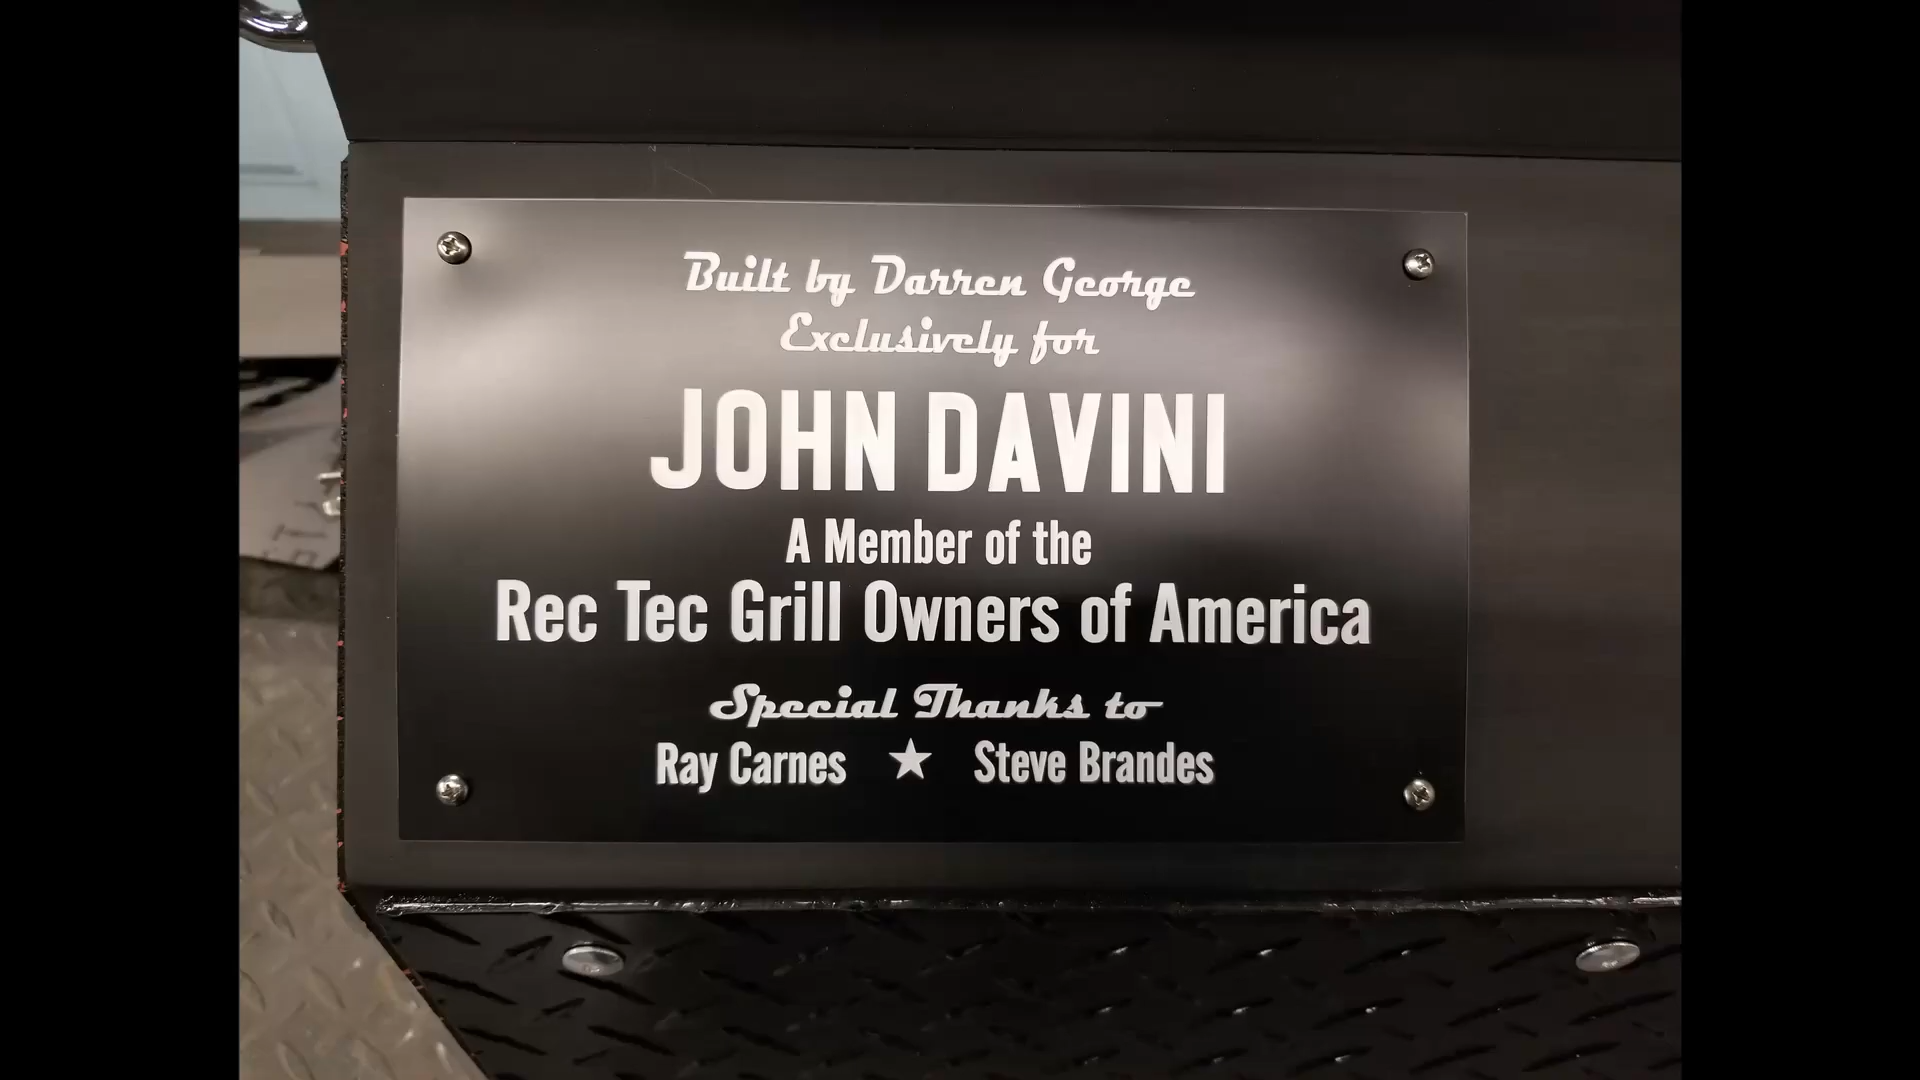 Built by Darren George
Exclusively for
JOHN DAVINI
A Member of the
Rec Tec Grill Owners of America
Special Thanks to
Ray Carnes ★ Steve Brandes